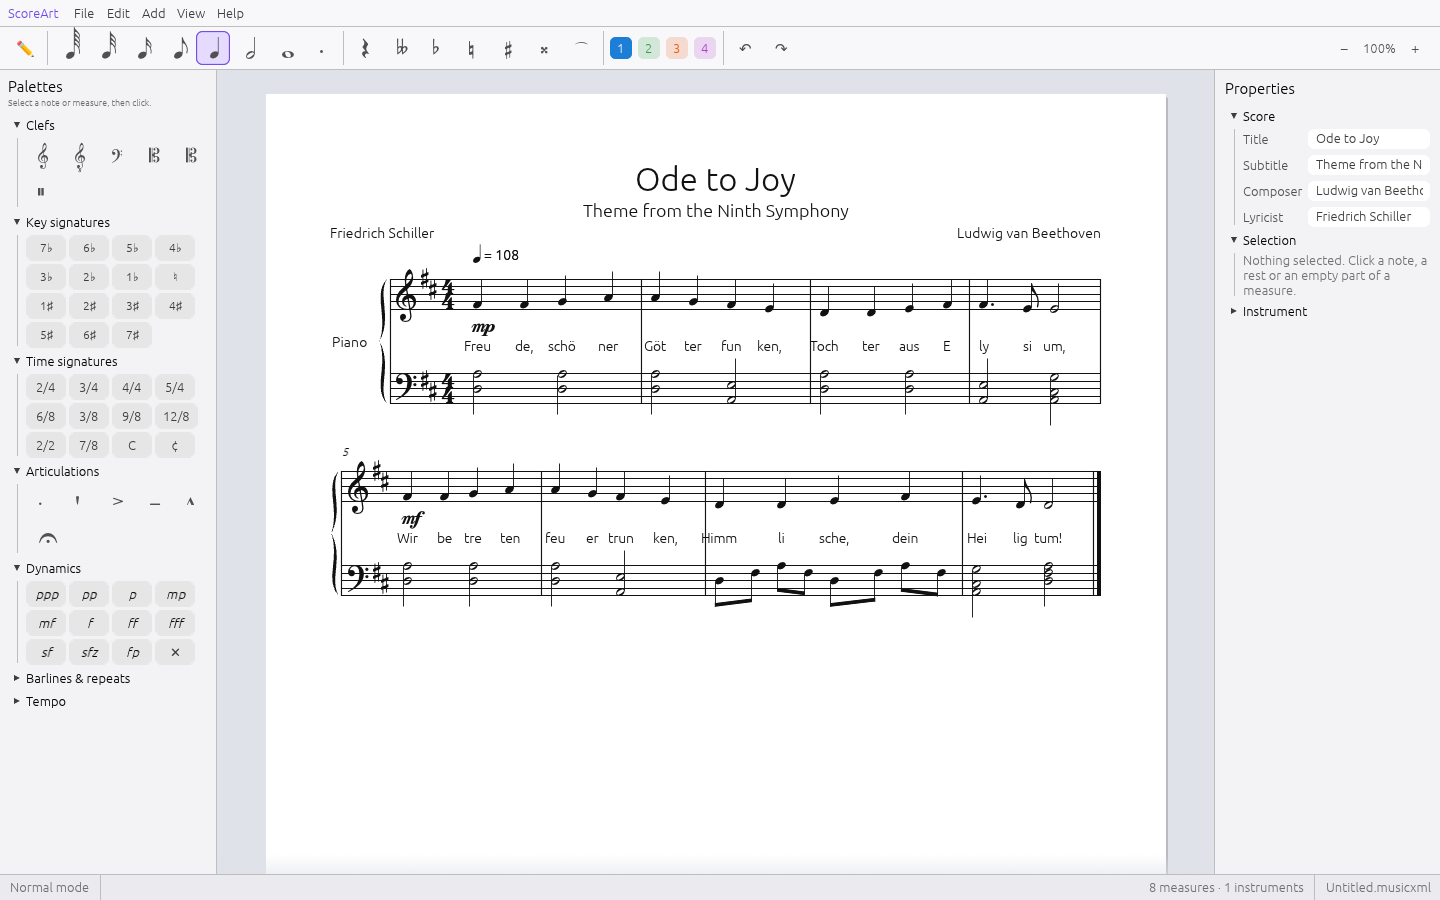 ScoreArt File Edit Add View Help
1 2 3 4 − 100% +
Palettes
Select a note or measure, then click.
Clefs
Key signatures
7♭ 6♭ 5♭ 4♭
3♭ 2♭ 1♭ ♮
1♯ 2♯ 3♯ 4♯
5♯ 6♯ 7♯
Time signatures
2/4 3/4 4/4 5/4
6/8 3/8 9/8 12/8
2/2 7/8 C ¢
Articulations
Dynamics
ppp pp p mp
mf f ff fff
sf sfz fp ✕
Barlines & repeats
Tempo
Ode to Joy
Theme from the Ninth Symphony
Friedrich Schiller Ludwig van Beethoven
♩ = 108
mp
Piano
Freu de, schö ner Göt ter fun ken, Toch ter aus E ly si um,
5
mf
Wir be tre ten feu er trun ken, Himm li sche, dein Hei lig tum!
Properties
Score
Title Ode to Joy
Subtitle Theme from the N
Composer Ludwig van Beetho
Lyricist Friedrich Schiller
Selection
Nothing selected. Click a note, a
rest or an empty part of a
measure.
Instrument
Normal mode 8 measures · 1 instruments Untitled.musicxml